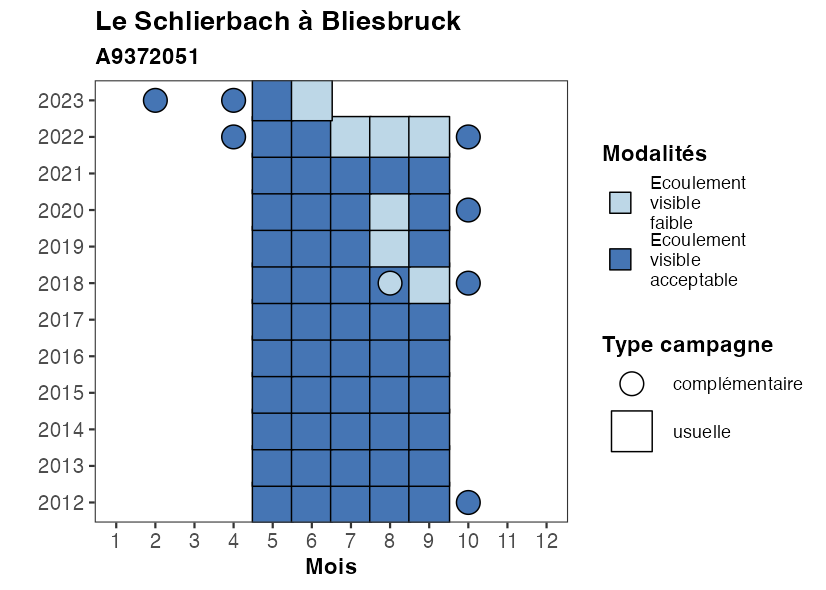 Le Schlierbach à Bliesbruck
A9372051
2023
2022
2021
2020
2019
2018
2017
2016
2015
2014
2013
2012
1 2 3 4 5 6 7 8 9 10 11 12
Mois
Modalités
Ecoulement
visible
faible
Ecoulement
visible
acceptable
Type campagne
complémentaire
usuelle